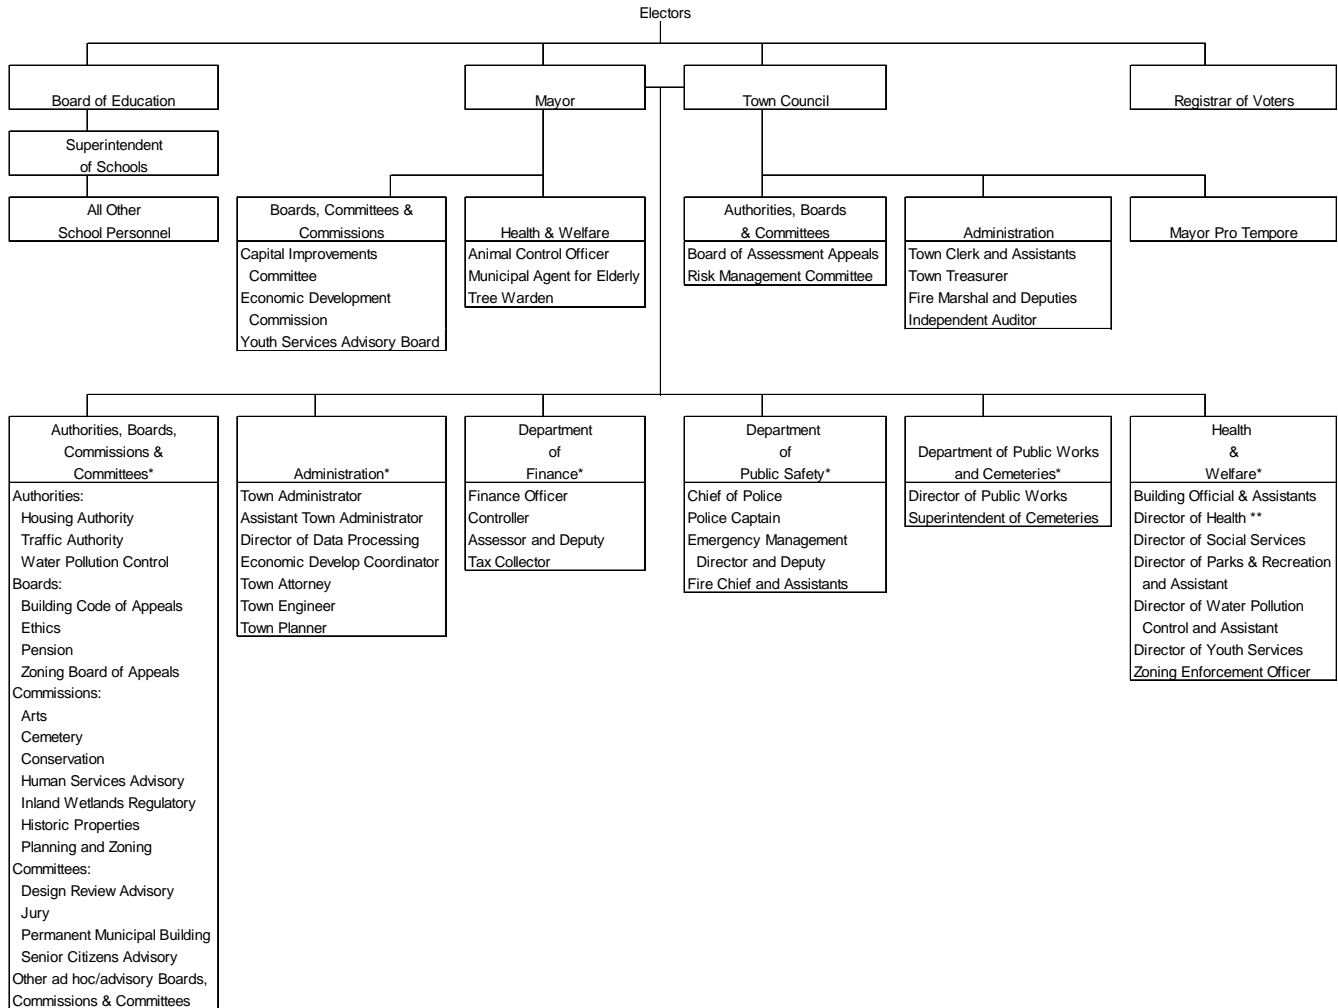 Electors
Board of Education
Mayor
Town Council
Registrar of Voters
Superintendent
of Schools
All Other
School Personnel
Boards, Committees &
Commissions
Capital Improvements
Committee
Economic Development
Commission
Youth Services Advisory Board
Health & Welfare
Animal Control Officer
Municipal Agent for Elderly
Tree Warden
Authorities, Boards
& Committees
Board of Assessment Appeals
Risk Management Committee
Administration
Town Clerk and Assistants
Town Treasurer
Fire Marshal and Deputies
Independent Auditor
Mayor Pro Tempore
Authorities, Boards,
Commissions &
Committees*
Authorities:
Housing Authority
Traffic Authority
Water Pollution Control
Boards:
Building Code of Appeals
Ethics
Pension
Zoning Board of Appeals
Commissions:
Arts
Cemetery
Conservation
Human Services Advisory
Inland Wetlands Regulatory
Historic Properties
Planning and Zoning
Committees:
Design Review Advisory
Jury
Permanent Municipal Building
Senior Citizens Advisory
Other ad hoc/advisory Boards,
Commissions & Committees
Administration*
Town Administrator
Assistant Town Administrator
Director of Data Processing
Economic Develop Coordinator
Town Attorney
Town Engineer
Town Planner
Department
of
Finance*
Finance Officer
Controller
Assessor and Deputy
Tax Collector
Department
of
Public Safety*
Chief of Police
Police Captain
Emergency Management
Director and Deputy
Fire Chief and Assistants
Department of Public Works
and Cemeteries*
Director of Public Works
Superintendent of Cemeteries
Health
&
Welfare*
Building Official & Assistants
Director of Health **
Director of Social Services
Director of Parks & Recreation
and Assistant
Director of Water Pollution
Control and Assistant
Director of Youth Services
Zoning Enforcement Officer